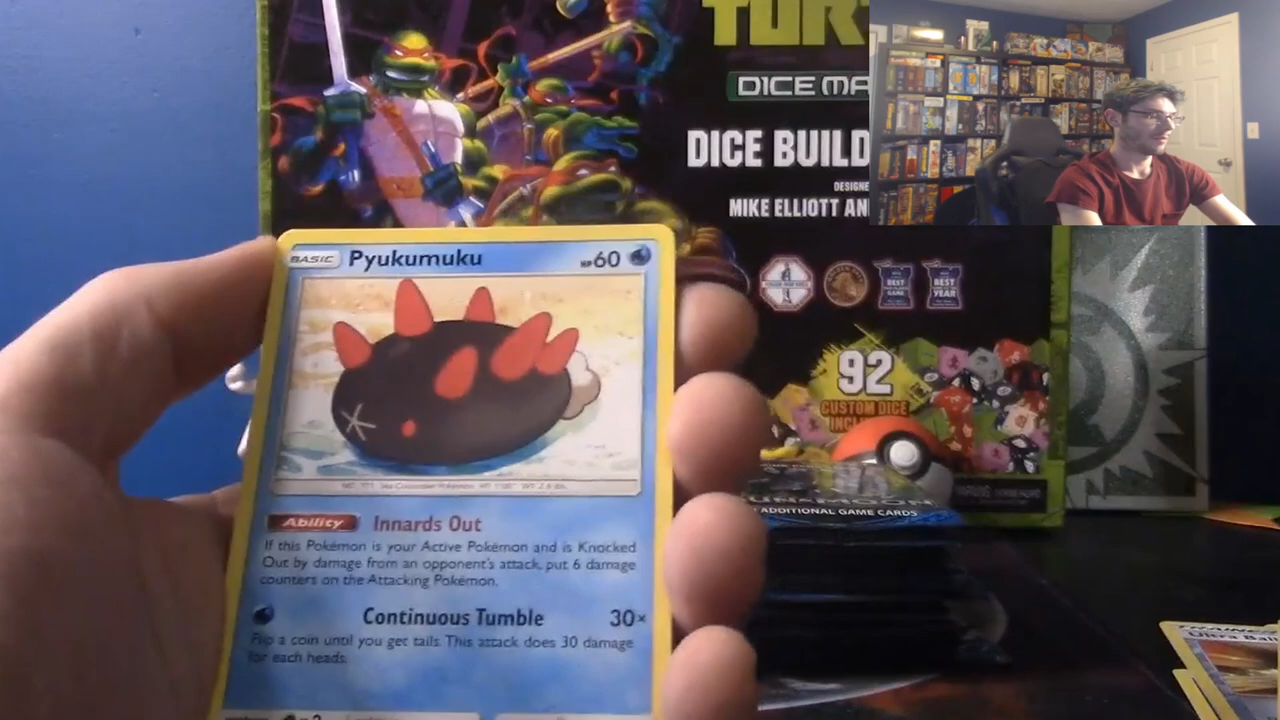 TUR
DICE MA
DICE BUILD
DESIGNE
MIKE ELLIOTT AN
BEST
BEST
YEAR
92
CUSTOM DICE
BASIC Pyukumuku HP60
Ability Innards Out
If this Pokémon is your Active Pokémon and is Knocked
Out by damage from an opponent's attack, put 6 damage
counters on the Attacking Pokémon.
Continuous Tumble 30×
Flip a coin until you get tails. This attack does 30 damage
for each heads.
ADDITIONAL GAME CARDS
Ultra Ball